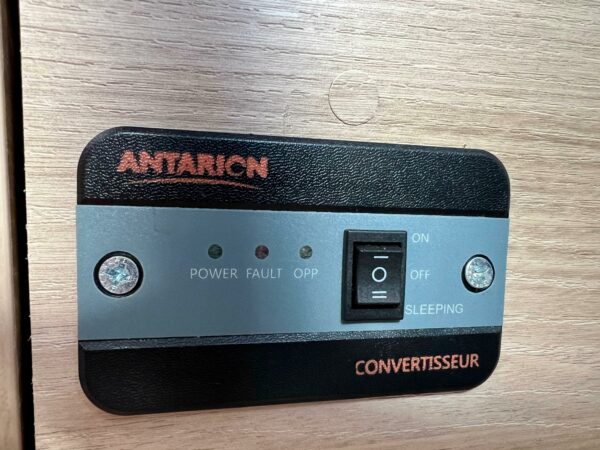 ANTARION
ON
POWER FAULT OPP
OFF
SLEEPING
CONVERTISSEUR